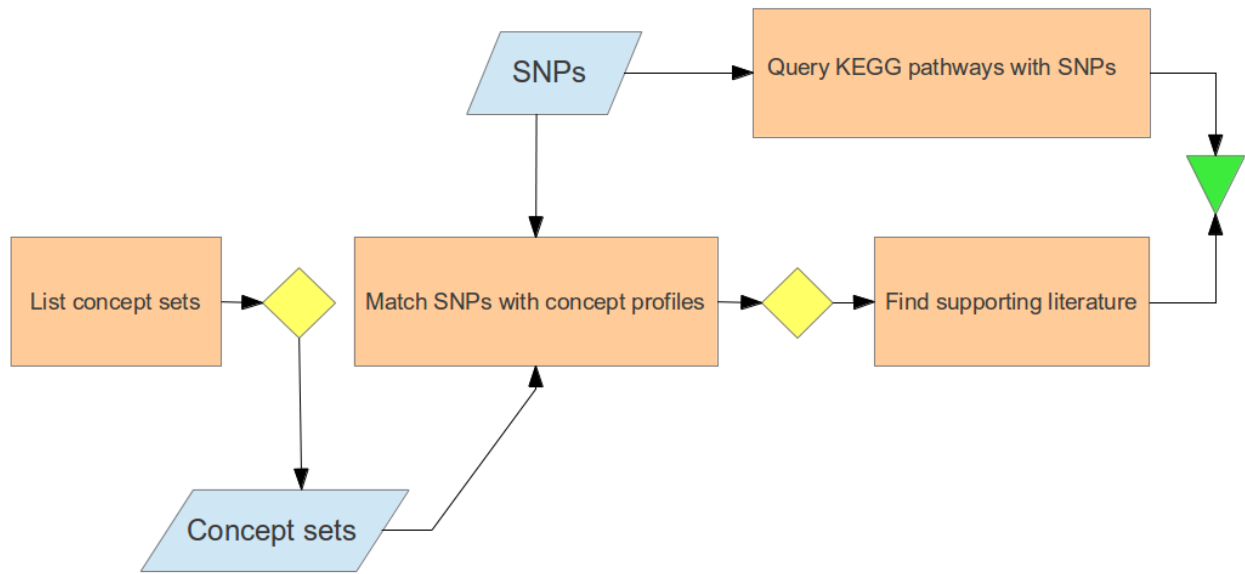 SNPs
Query KEGG pathways with SNPs
List concept sets
Match SNPs with concept profiles
Find supporting literature
Concept sets